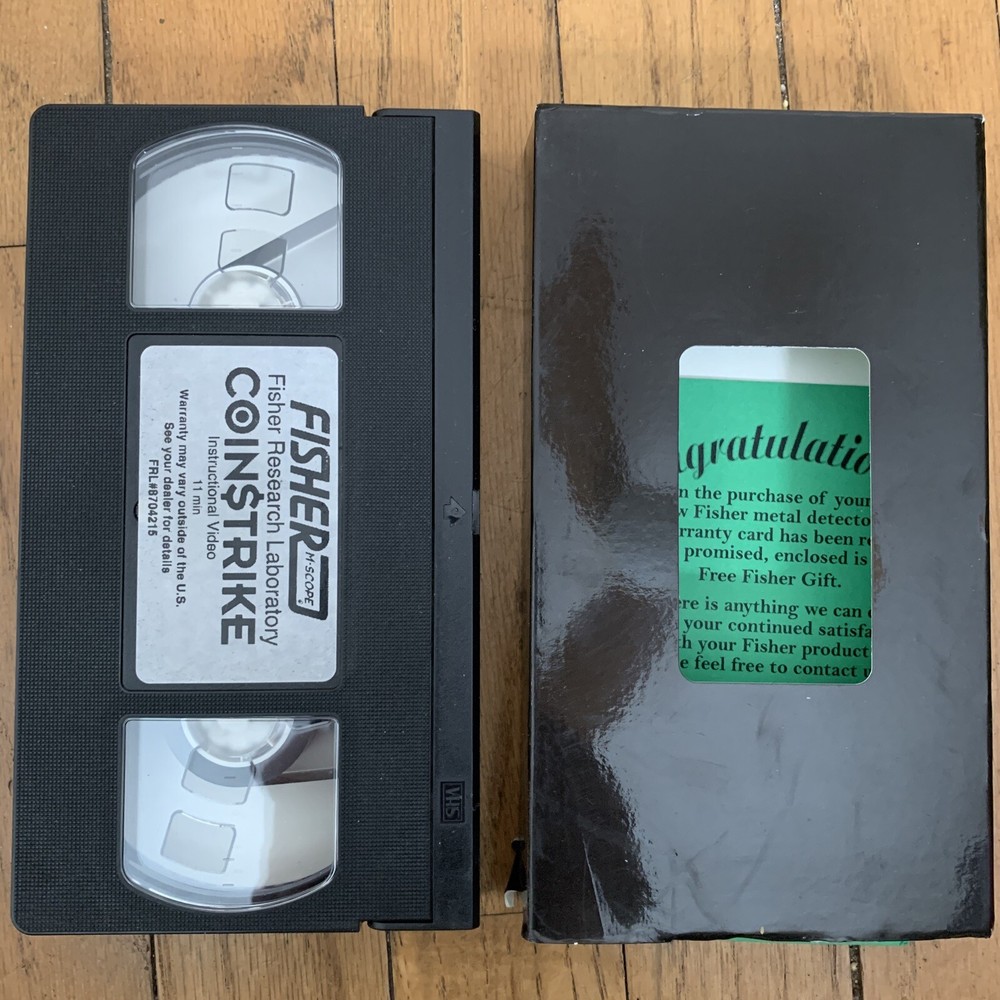 FISHER
M-SCOPE
Fisher Research Laboratory
COIN$TRIKE
Instructional Video
11 min
Warranty may vary outside of the U.S.
See your dealer for details
FRL#8704215
VHS
gratulatio
n the purchase of your
w Fisher metal detecto
rranty card has been re
promised, enclosed is
Free Fisher Gift.
ere is anything we can
your continued satisfa
h your Fisher product
e feel free to contact